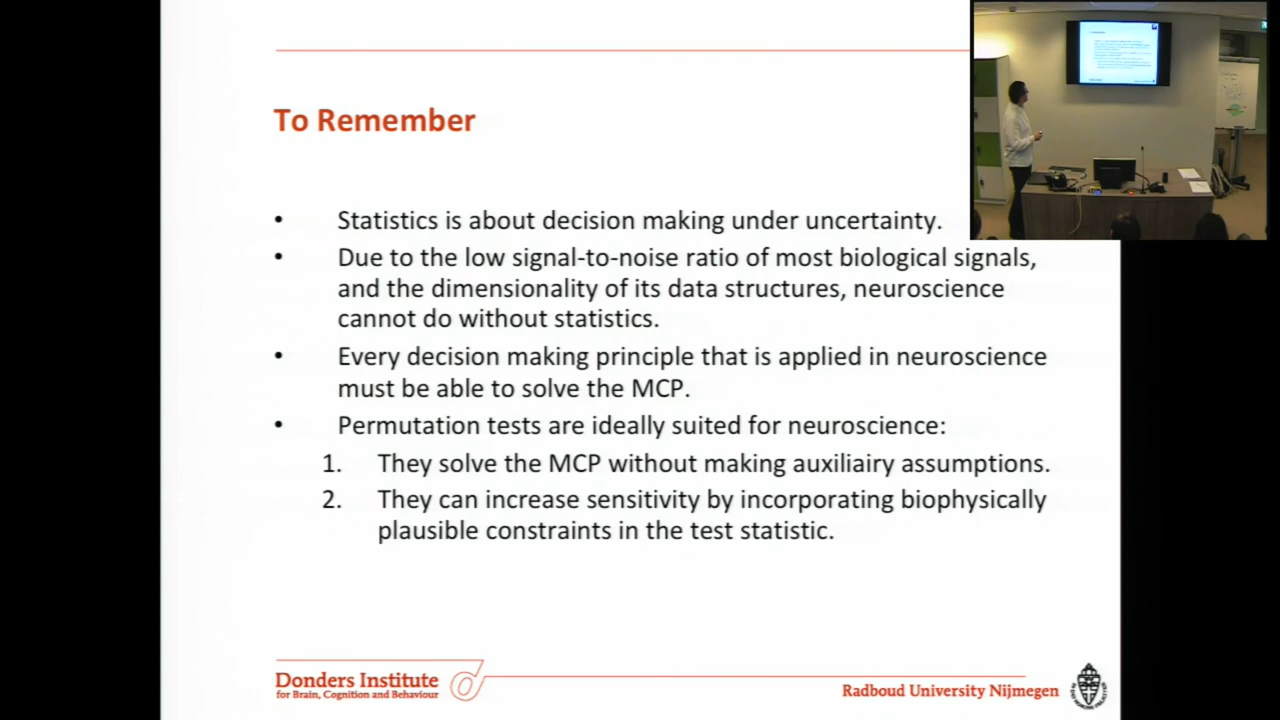 To Remember
• Statistics is about decision making under uncertainty.
• Due to the low signal-to-noise ratio of most biological signals,
and the dimensionality of its data structures, neuroscience
cannot do without statistics.
• Every decision making principle that is applied in neuroscience
must be able to solve the MCP.
• Permutation tests are ideally suited for neuroscience:
1. They solve the MCP without making auxiliairy assumptions.
2. They can increase sensitivity by incorporating biophysically
plausible constraints in the test statistic.
Donders Institute
for Brain, Cognition and Behaviour
Radboud University Nijmegen